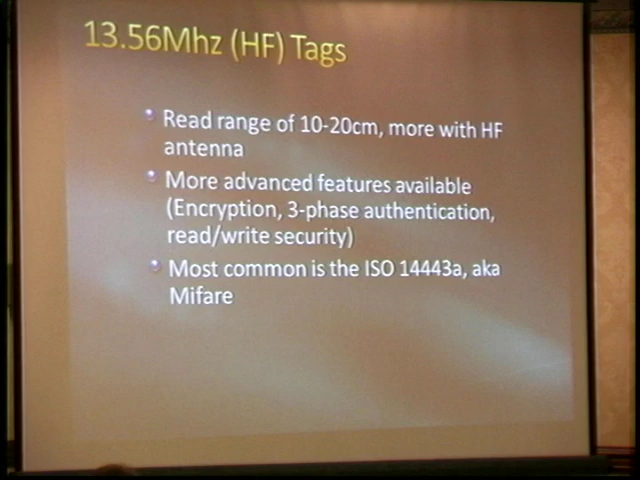 13.56Mhz (HF) Tags
Read range of 10-20cm, more with HF
antenna
More advanced features available
(Encryption, 3-phase authentication,
read/write security)
Most common is the ISO 14443a, aka
Mifare